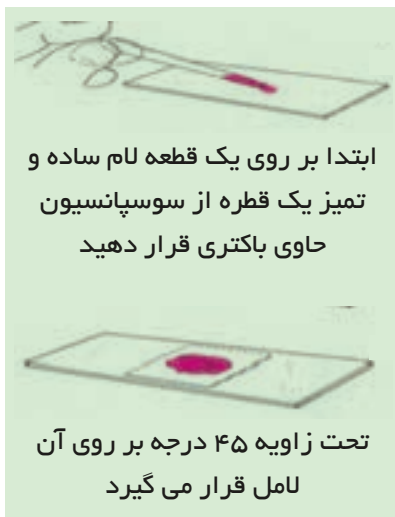 ابتدا بر روی یک قطعه لام ساده و
تمیز یک قطره از سوسپانسیون
حاوی باکتری قرار دهید
تحت زاویه ۴۵ درجه بر روی آن
لامل قرار می گیرد